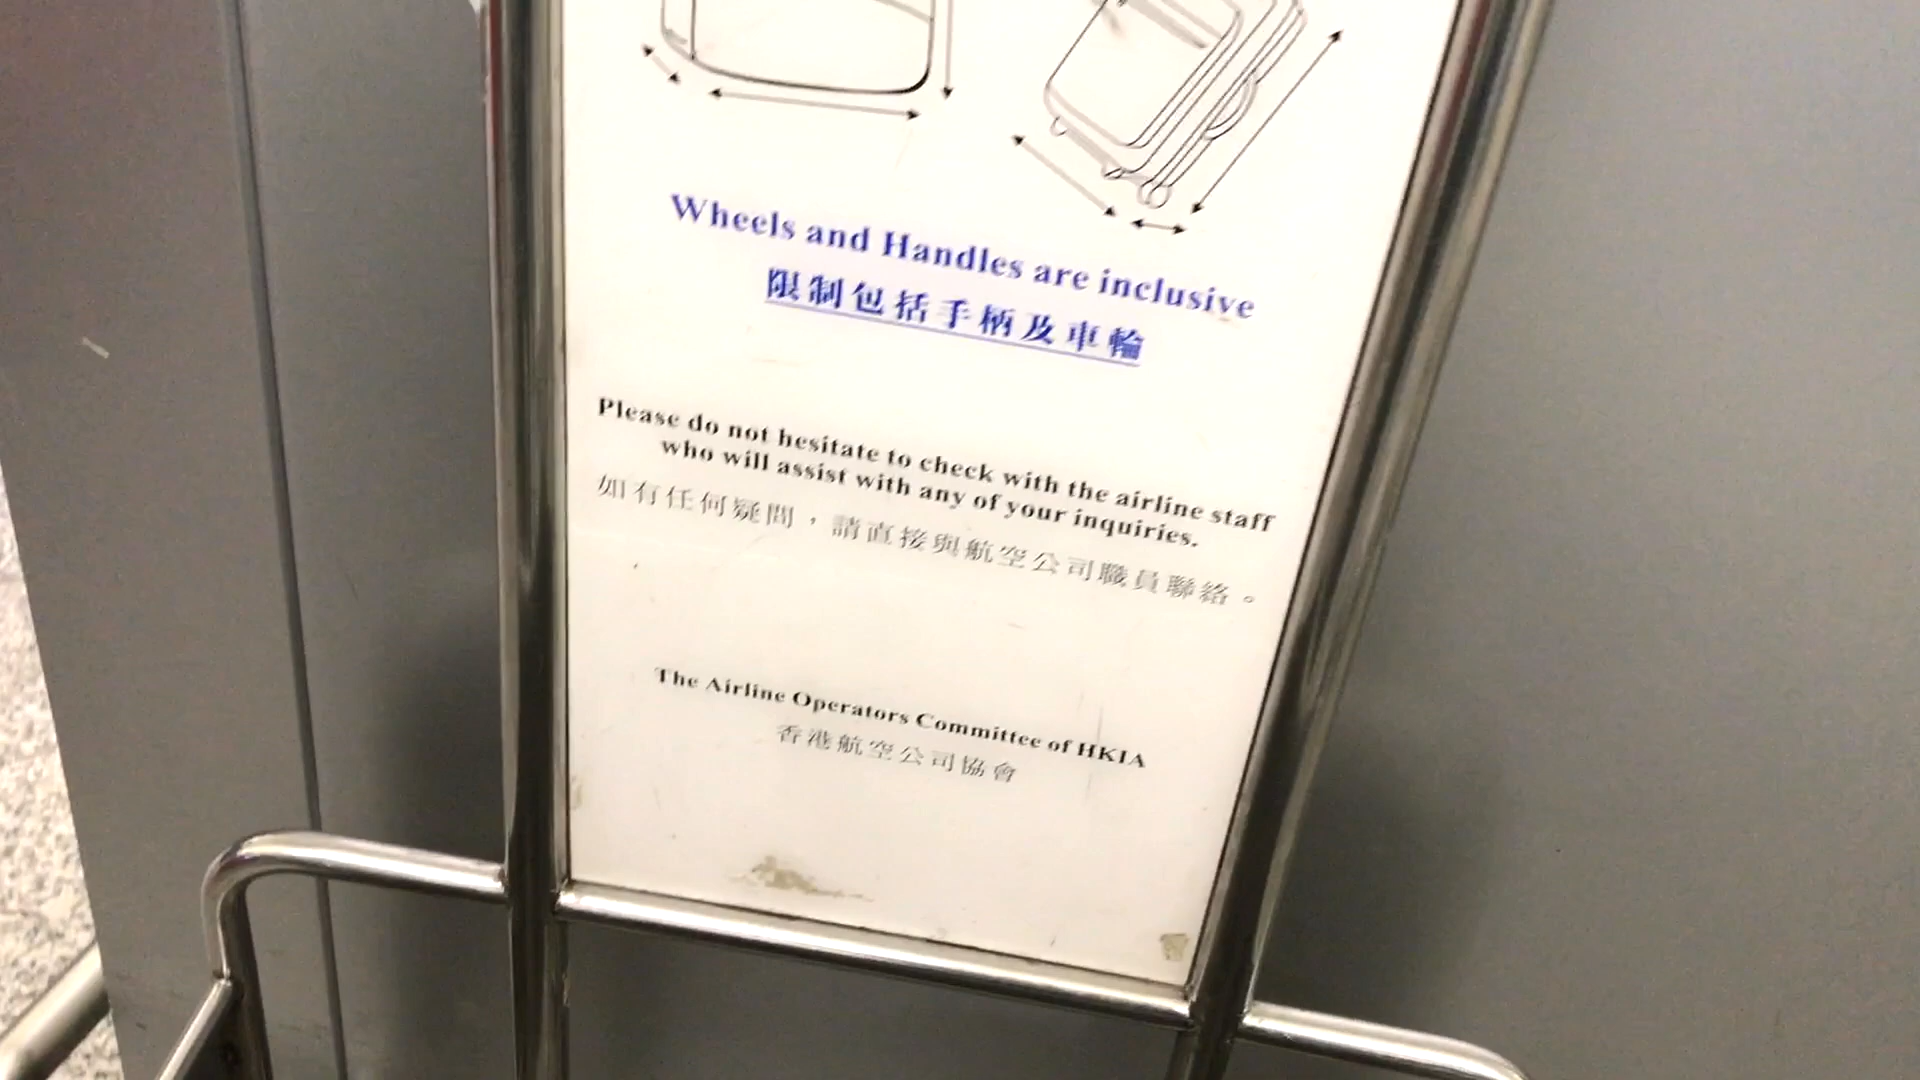 Wheels and Handles are inclusive
限制包括手柄及車輪
Please do not hesitate to check with the airline staff
who will assist with any of your inquiries.
如有任何疑問，請直接與航空公司職員聯絡。
The Airline Operators Committee of HKIA
香港航空公司協會